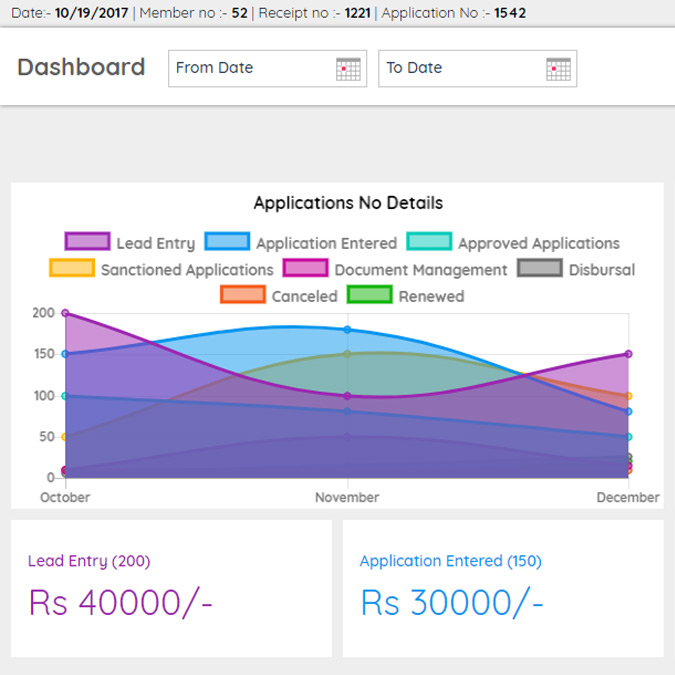 Date:- 10/19/2017 | Member no :- 52 | Receipt no :- 1221 | Application No :- 1542
Dashboard From Date To Date
Applications No Details
Lead Entry Application Entered Approved Applications
Sanctioned Applications Document Management Disbursal
Canceled Renewed
200
150
100
50
0
October November December
Lead Entry (200) Application Entered (150)
Rs 40000/- Rs 30000/-